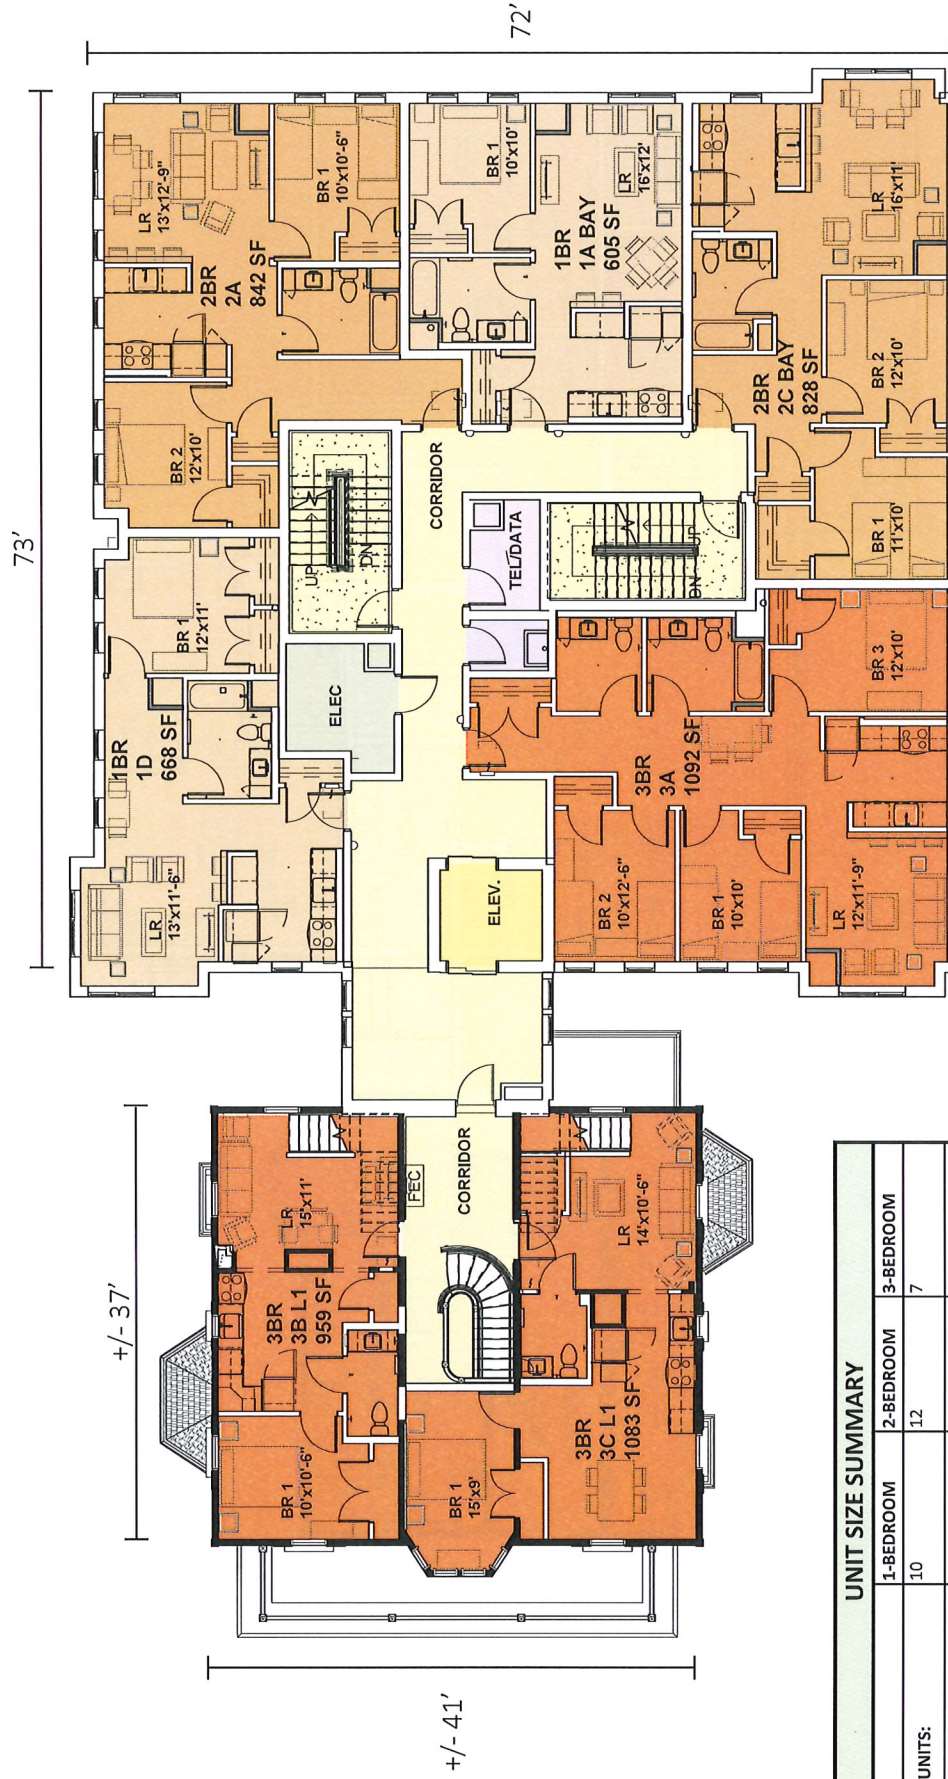 72'
73'
LR
13'x12'-9"
BR 1
10'x10'-6"
2BR
2A
842 SF
BR 2
12'x10'
BR 1
10'x10'
1BR
1A BAY
605 SF
LR
16'x12'
LR
16'x11'
2BR
2C BAY
828 SF
BR 2
12'x10'
BR 1
11'x10'
CORRIDOR
UP
DN
TEL/DATA
UP
DN
ELEC
BR 1
12'x11'
1BR
1D
668 SF
LR
13'x11'-6"
3BR
3A
1092 SF
BR 3
12'x10'
BR 2
10'x12'-6"
BR 1
10'x10'
LR
12'x11'-9"
ELEV.
+/- 37'
LR
15'x11'
3BR
3B L1
959 SF
BR 1
10'x10'-6"
FEC
CORRIDOR
LR
14'x10'-6"
3BR
3C L1
1083 SF
BR 1
15'x9'
+/- 41'
UNIT SIZE SUMMARY
1-BEDROOM 2-BEDROOM 3-BEDROOM
UNITS: 10 12 7